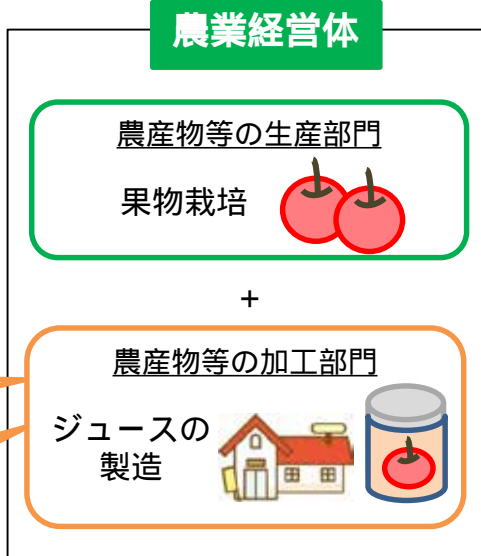 農業経営体
農産物等の生産部門
果物栽培
+
農産物等の加工部門
ジュースの
製造